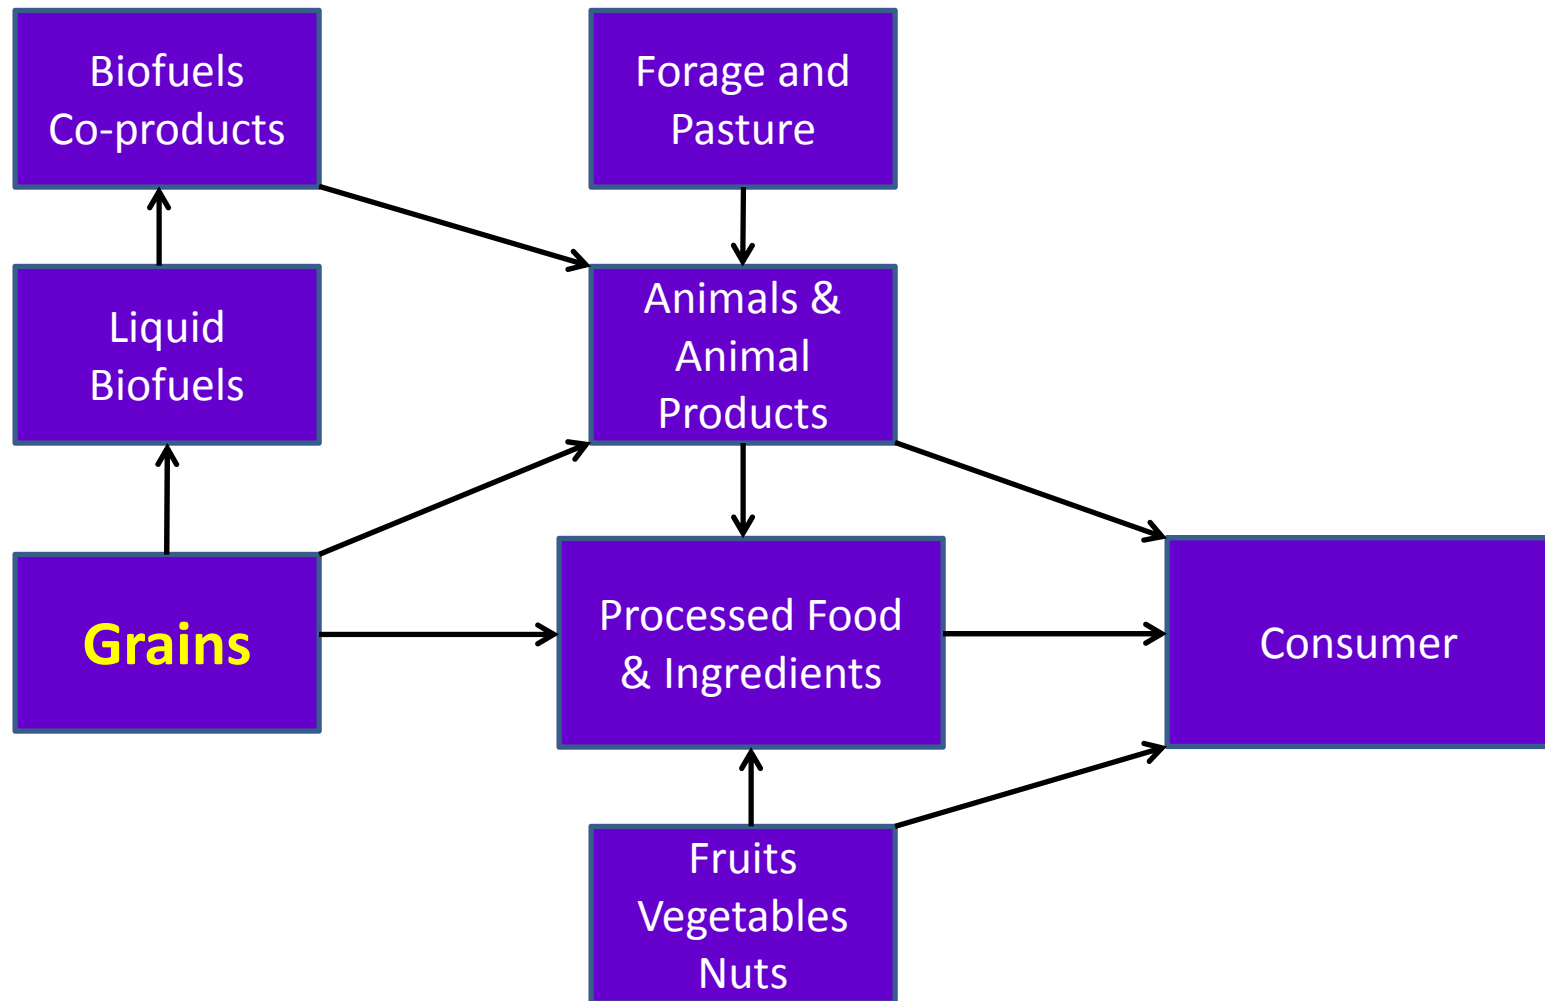 Biofuels
Co-products
Forage and
Pasture
Liquid
Biofuels
Animals &
Animal
Products
Grains
Processed Food
& Ingredients
Consumer
Fruits
Vegetables
Nuts